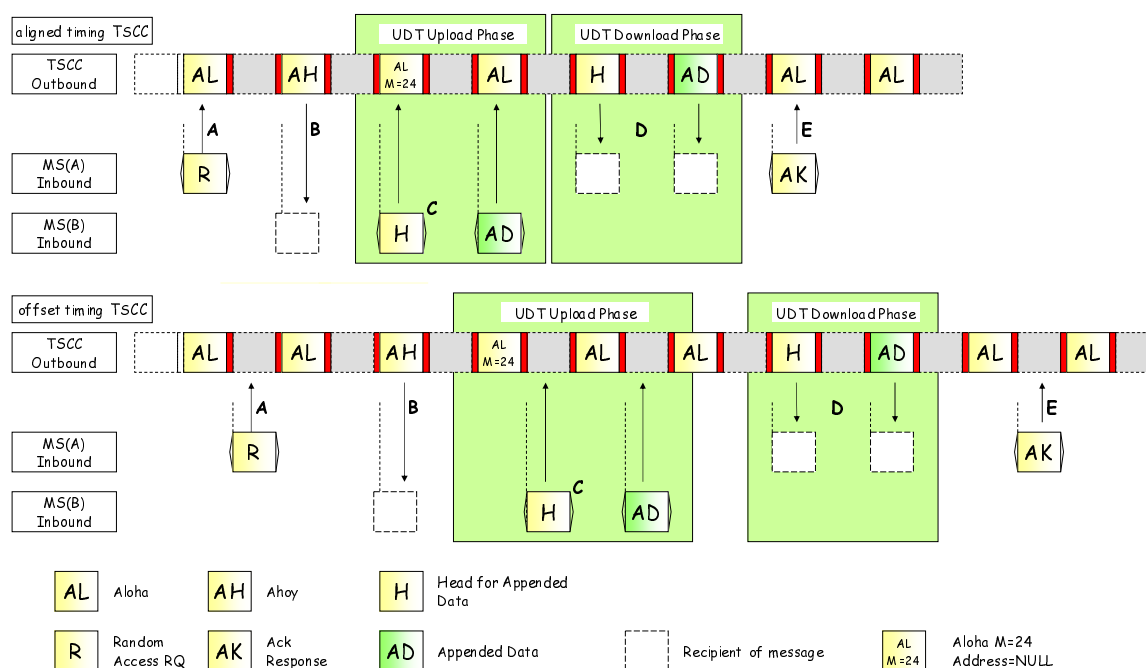 aligned timing TSCC
UDT Upload Phase
UDT Download Phase
TSCC
Outbound
AL
AH
AL
M=24
AL
H
AD
AL
AL
A
B
D
E
MS(A)
Inbound
R
AK
MS(B)
Inbound
H
C
AD
offset timing TSCC
UDT Upload Phase
UDT Download Phase
TSCC
Outbound
AL
AL
AH
AL
M=24
AL
AL
H
AD
AL
AL
A
B
D
E
MS(A)
Inbound
R
AK
MS(B)
Inbound
H
C
AD
AL
Aloha
AH
Ahoy
H
Head for Appended
Data
R
Random
Access RQ
AK
Ack
Response
AD
Appended Data
Recipient of message
AL
M=24
Aloha M=24
Address=NULL